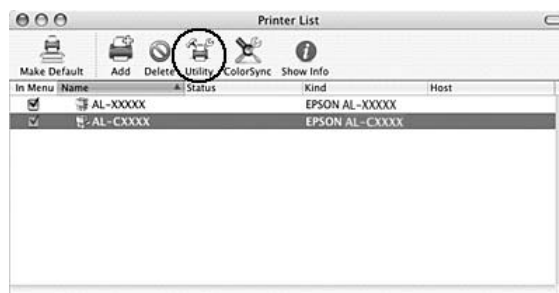 Printer List
Make Default Add Delete Utility ColorSync Show Info
In Menu Name Status Kind Host
AL-XXXXX EPSON AL-XXXXX
AL-CXXXX EPSON AL-CXXXX